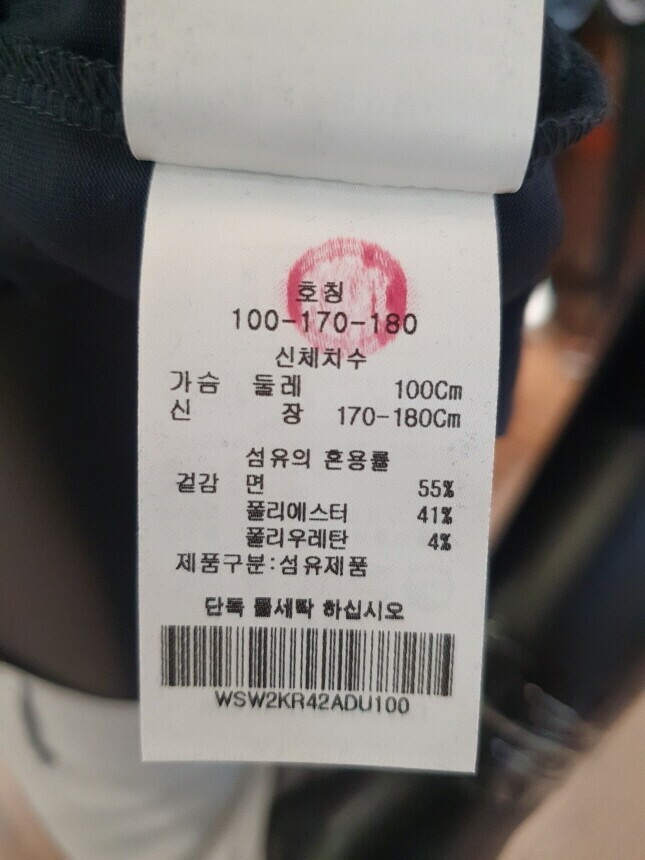 호칭
100-170-180
신체치수
가슴 둘레 100Cm
신 장 170-180Cm
섬유의 혼용률
겉감 면 55%
폴리에스터 41%
폴리우레탄 4%
제품구분:섬유제품
단독 물세탁 하십시오
WSW2KR42ADU100